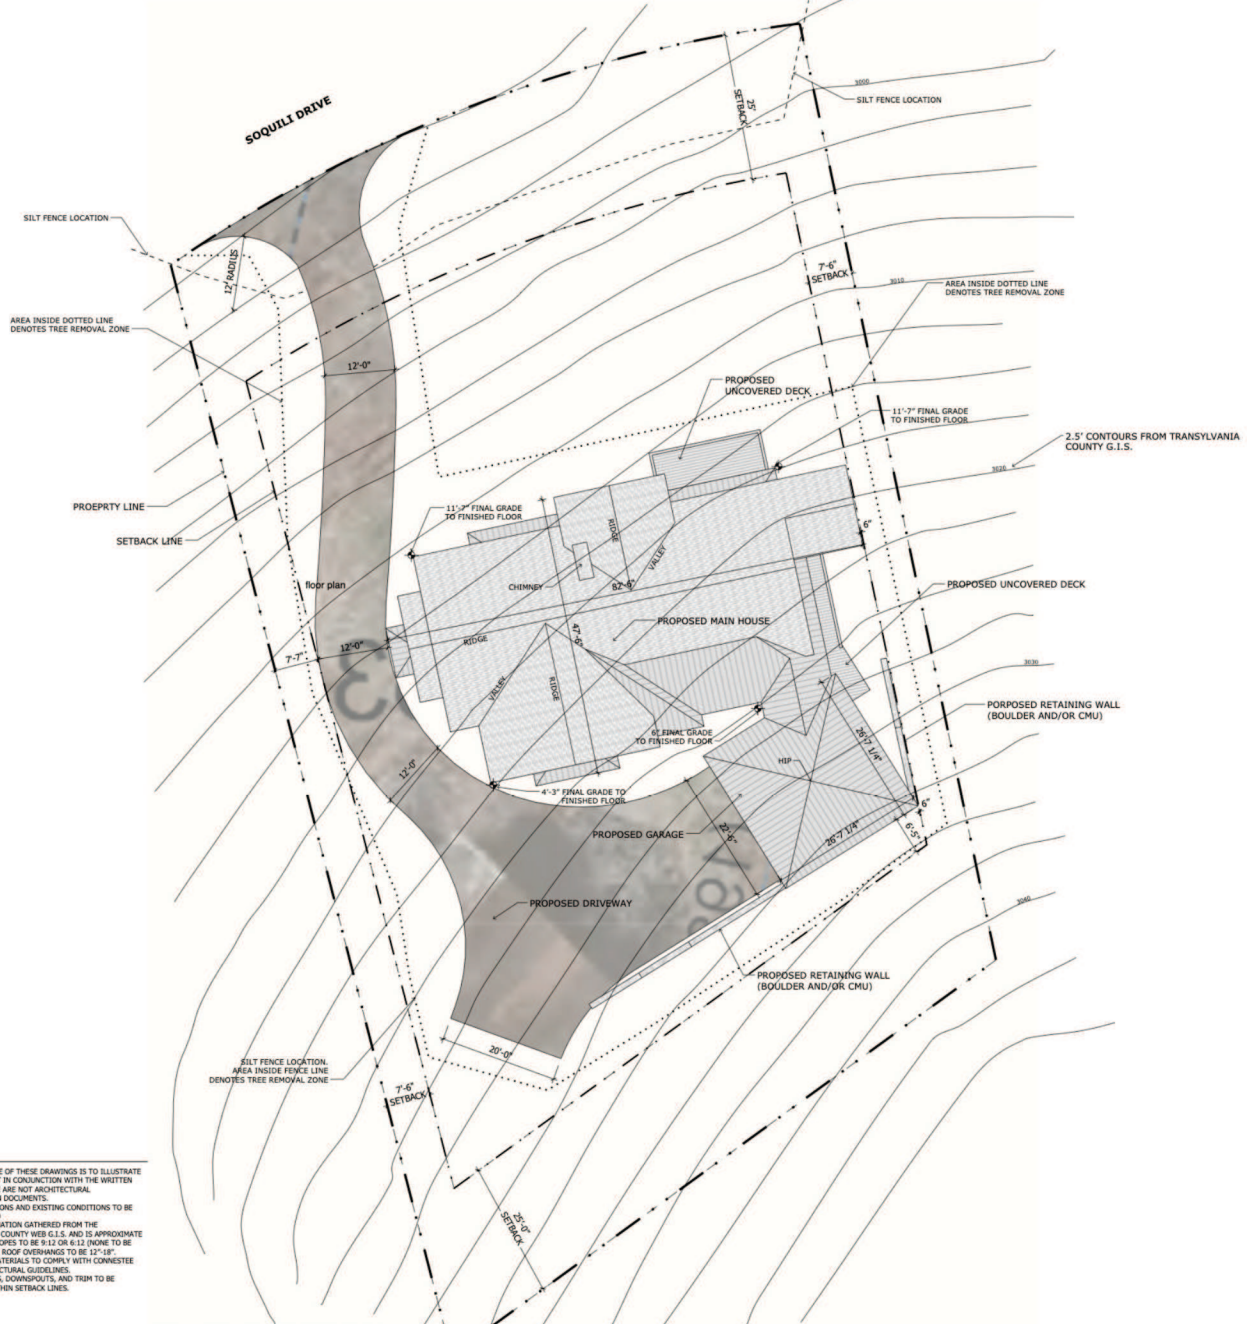 SOQUILI DRIVE
25'
SETBACK
3000
SILT FENCE LOCATION
SILT FENCE LOCATION
12' RADIUS
7'-6"
SETBACK
3010
AREA INSIDE DOTTED LINE
DENOTES TREE REMOVAL ZONE
AREA INSIDE DOTTED LINE
DENOTES TREE REMOVAL ZONE
12'-0"
PROPOSED
UNCOVERED DECK
11'-7" FINAL GRADE
TO FINISHED FLOOR
2.5' CONTOURS FROM TRANSYLVANIA
COUNTY G.I.S.
3020
PROEPRTY LINE
11'-7" FINAL GRADE
TO FINISHED FLOOR
RIDGE
6"
SETBACK LINE
VALLEY
floor plan
CHIMNEY
82'-9"
PROPOSED UNCOVERED DECK
PROPOSED MAIN HOUSE
47'-6"
RIDGE
12'-0"
7'-7"
3030
3
VALLEY
RIDGE
PORPOSED RETAINING WALL
(BOULDER AND/OR CMU)
6" FINAL GRADE
TO FINISHED FLOOR
26'-7 1/4"
HIP
12'-0"
4'-3" FINAL GRADE TO
FINISHED FLOOR
6"
PROPOSED GARAGE
22'-6"
26'-7 1/4"
6'-5"
PROPOSED DRIVEWAY
3040
PROPOSED RETAINING WALL
(BOULDER AND/OR CMU)
20'-0"
SILT FENCE LOCATION.
AREA INSIDE FENCE LINE
DENOTES TREE REMOVAL ZONE
7'-6"
SETBACK
25'-0"
SETBACK
E OF THESE DRAWINGS IS TO ILLUSTRATE
IN CONJUNCTION WITH THE WRITTEN
ARE NOT ARCHITECTURAL
DOCUMENTS.
ONS AND EXISTING CONDITIONS TO BE
ATION GATHERED FROM THE
COUNTY WEB G.I.S. AND IS APPROXIMATE
OPES TO BE 9:12 OR 6:12 (NONE TO BE
ROOF OVERHANGS TO BE 12"-18".
ATERIALS TO COMPLY WITH CONNESTEE
CTURAL GUIDELINES.
S, DOWNSPOUTS, AND TRIM TO BE
THIN SETBACK LINES.